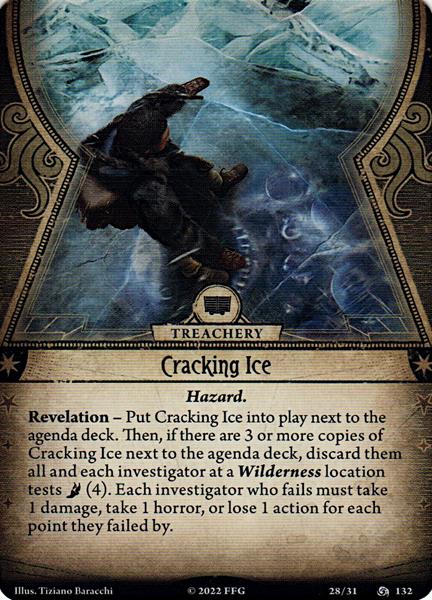 TREACHERY
Cracking Ice
Hazard.
Revelation – Put Cracking Ice into play next to the
agenda deck. Then, if there are 3 or more copies of
Cracking Ice next to the agenda deck, discard them
all and each investigator at a Wilderness location
tests (4). Each investigator who fails must take
1 damage, take 1 horror, or lose 1 action for each
point they failed by.
Illus. Tiziano Baracchi © 2022 FFG 28/31 132